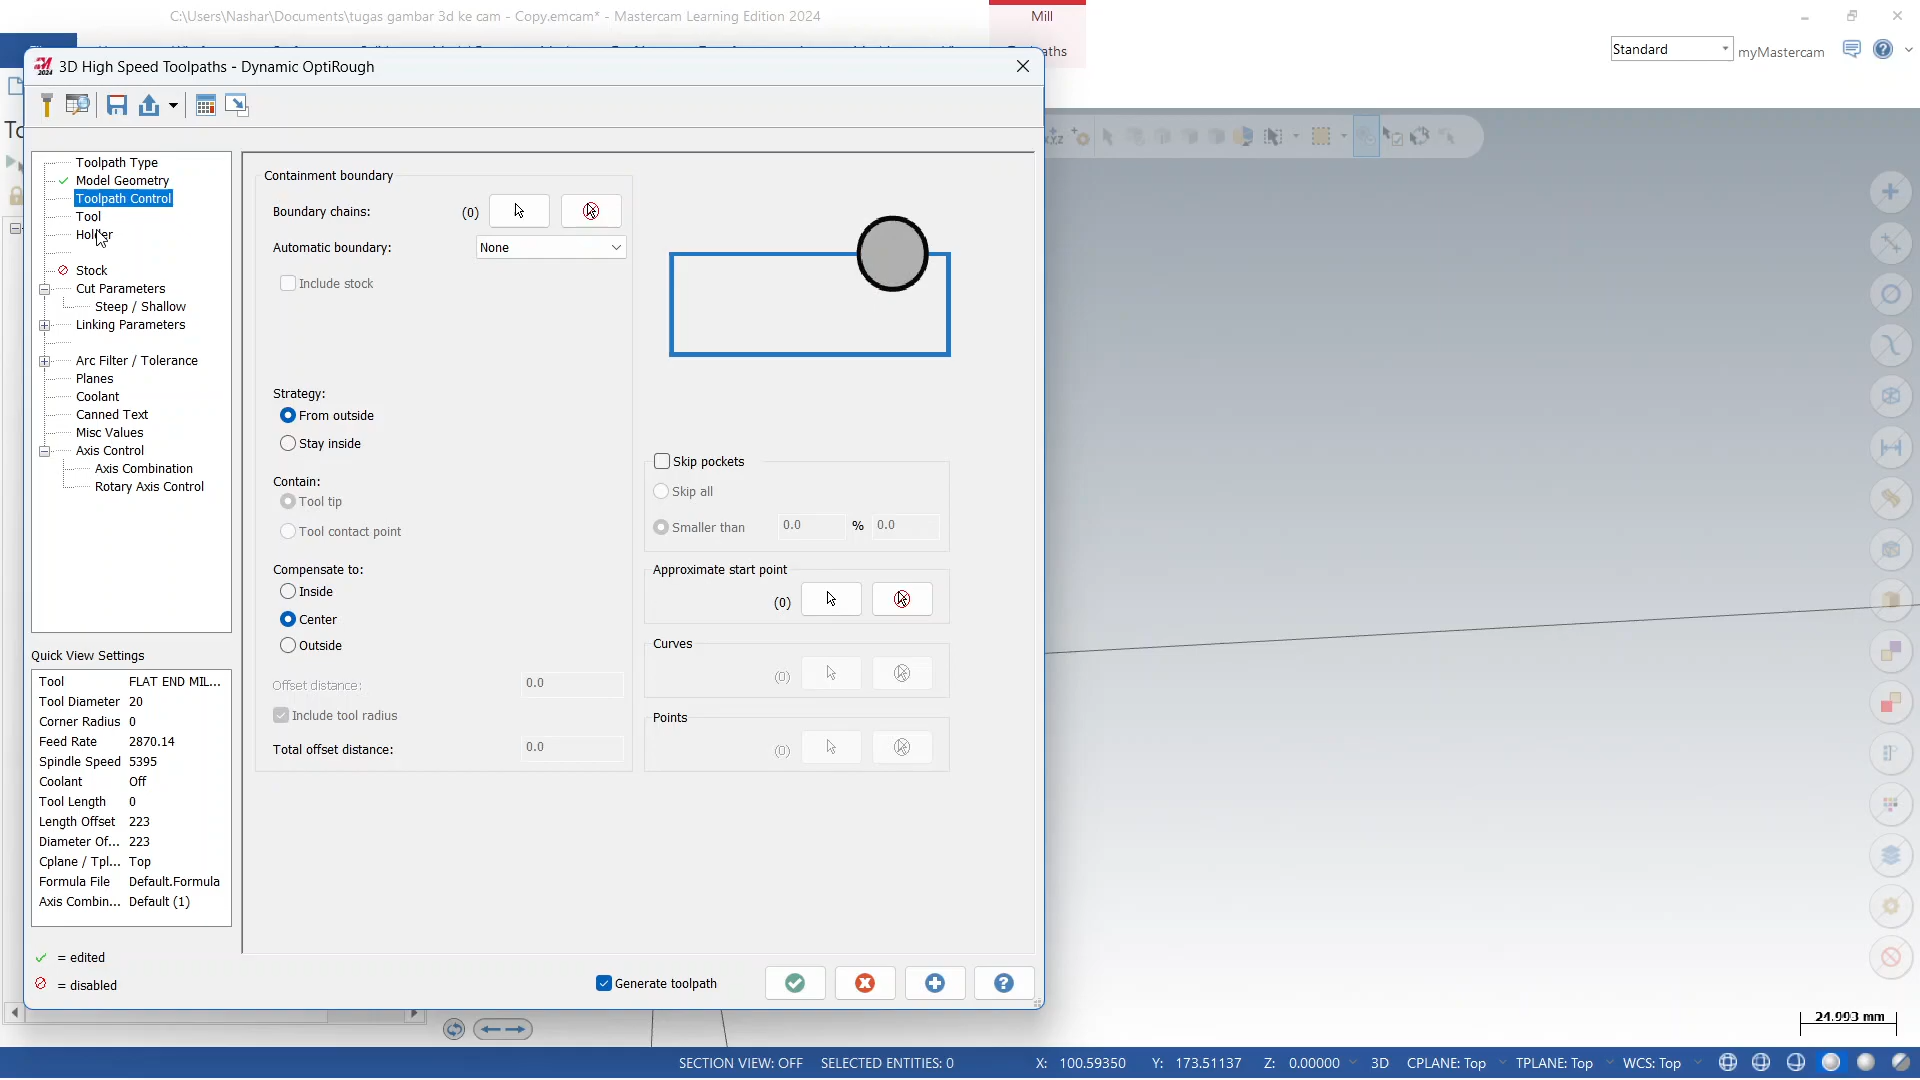 C:\Users\Nashar\Documents\tugas gambar 3d ke cam - Copy.emcam* - Mastercam Learning Edition 2024
Mill
Standard
myMastercam
2024
3D High Speed Toolpaths - Dynamic OptiRough
Toolpath Type
Model Geometry
Toolpath Control
Tool
Holder
Stock
Cut Parameters
Steep / Shallow
Linking Parameters
Arc Filter / Tolerance
Planes
Coolant
Canned Text
Misc Values
Axis Control
Axis Combination
Rotary Axis Control
Quick View Settings
Tool FLAT END MIL...
Tool Diameter 20
Corner Radius 0
Feed Rate 2870.14
Spindle Speed 5395
Coolant Off
Tool Length 0
Length Offset 223
Diameter Of... 223
Cplane / Tpl... Top
Formula File Default.Formula
Axis Combin... Default (1)
= edited
= disabled
Containment boundary
Boundary chains: (0)
Automatic boundary: None
Include stock
Strategy:
From outside
Stay inside
Contain:
Tool tip
Tool contact point
Compensate to:
Inside
Center
Outside
Offset distance: 0.0
Include tool radius
Total offset distance: 0.0
Skip pockets
Skip all
Smaller than 0.0 % 0.0
Approximate start point
(0)
Curves
(0)
Points
(0)
Generate toolpath
24.993 mm
SECTION VIEW: OFF SELECTED ENTITIES: 0 X: 100.59350 Y: 173.51137 Z: 0.00000 3D CPLANE: Top TPLANE: Top WCS: Top